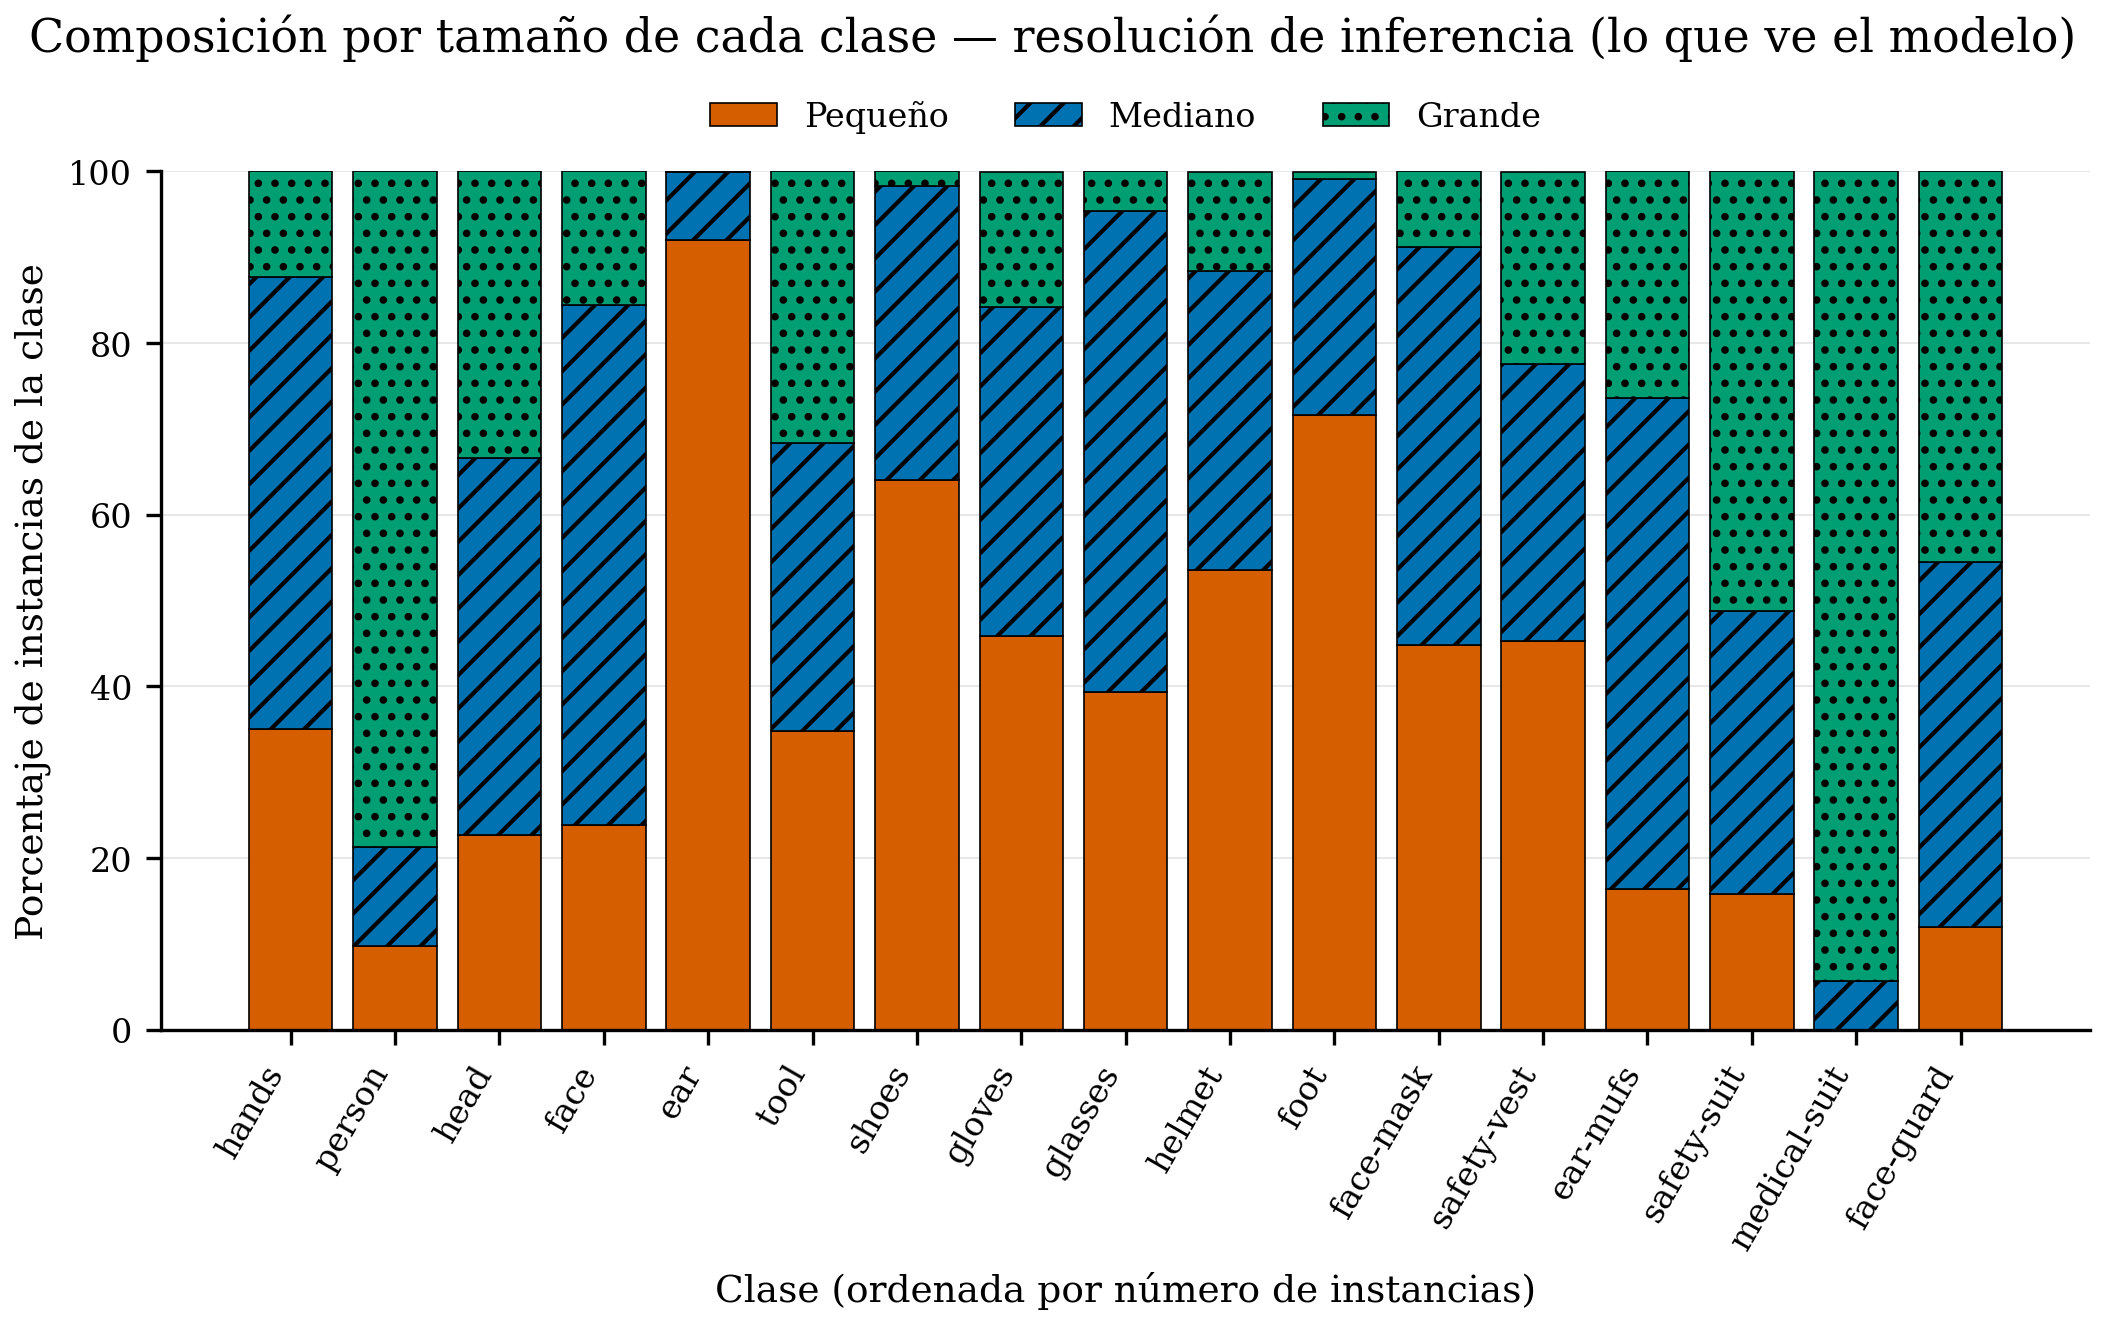 Composición por tamaño de cada clase — resolución de inferencia (lo que ve el modelo)
Pequeño Mediano Grande
Porcentaje de instancias de la clase
100
80
60
40
20
0
hands person head face ear tool shoes gloves glasses helmet foot face-mask safety-vest ear-mufs safety-suit medical-suit face-guard
Clase (ordenada por número de instancias)